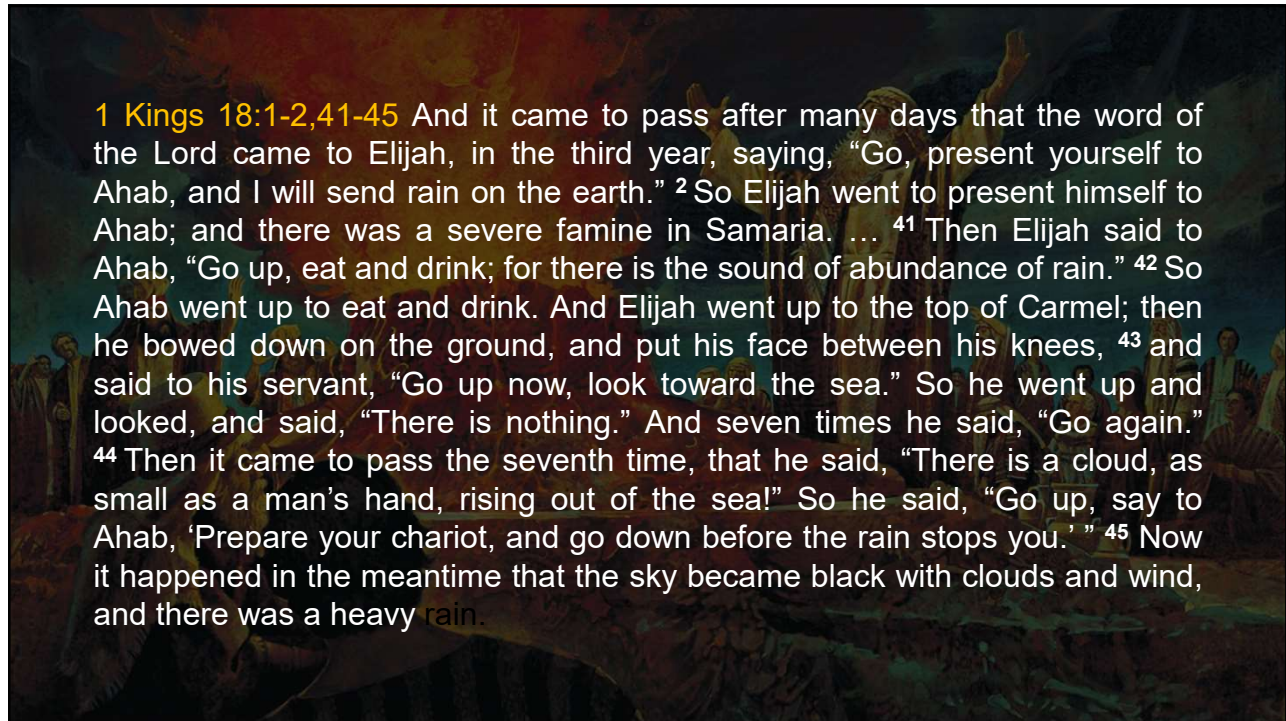 1 Kings 18:1-2,41-45 And it came to pass after many days that the word of
the Lord came to Elijah, in the third year, saying, “Go, present yourself to
Ahab, and I will send rain on the earth.” 2 So Elijah went to present himself to
Ahab; and there was a severe famine in Samaria. … 41 Then Elijah said to
Ahab, “Go up, eat and drink; for there is the sound of abundance of rain.” 42 So
Ahab went up to eat and drink. And Elijah went up to the top of Carmel; then
he bowed down on the ground, and put his face between his knees, 43 and
said to his servant, “Go up now, look toward the sea.” So he went up and
looked, and said, “There is nothing.” And seven times he said, “Go again.”
44 Then it came to pass the seventh time, that he said, “There is a cloud, as
small as a man’s hand, rising out of the sea!” So he said, “Go up, say to
Ahab, ‘Prepare your chariot, and go down before the rain stops you.’ ” 45 Now
it happened in the meantime that the sky became black with clouds and wind,
and there was a heavy rain.